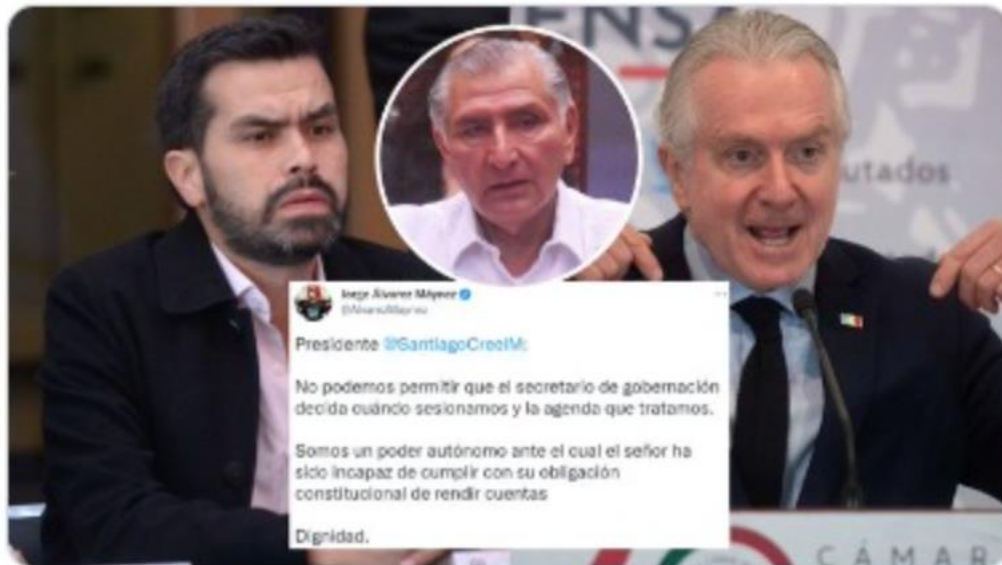 ENSA
utados
Jorge Álvarez Máynez
@AlvarezMaynez
Presidente @SantiagoCreelM:
No podemos permitir que el secretario de gobernación
decida cuándo sesionamos y la agenda que tratamos.
Somos un poder autónomo ante el cual el señor ha
sido incapaz de cumplir con su obligación
constitucional de rendir cuentas
Dignidad.
CÁMAR